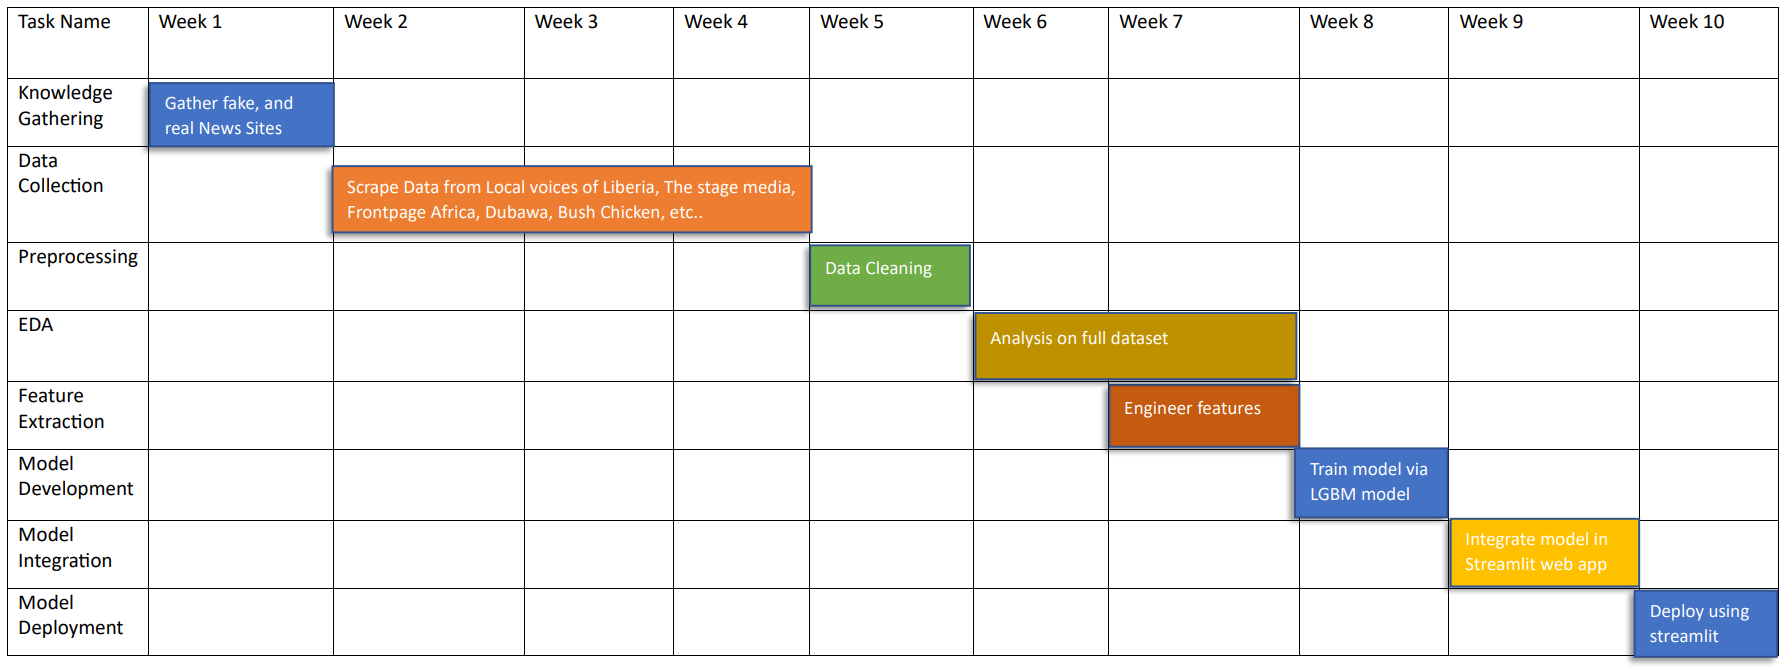 Task Name
Week 1
Week 2
Week 3
Week 4
Week 5
Week 6
Week 7
Week 8
Week 9
Week 10
Knowledge
Gathering
Gather fake, and
real News Sites
Data
Collection
Scrape Data from Local voices of Liberia, The stage media,
Frontpage Africa, Dubawa, Bush Chicken, etc..
Preprocessing
Data Cleaning
EDA
Analysis on full dataset
Feature
Extraction
Engineer features
Model
Development
Train model via
LGBM model
Model
Integration
Integrate model in
Streamlit web app
Model
Deployment
Deploy using
streamlit